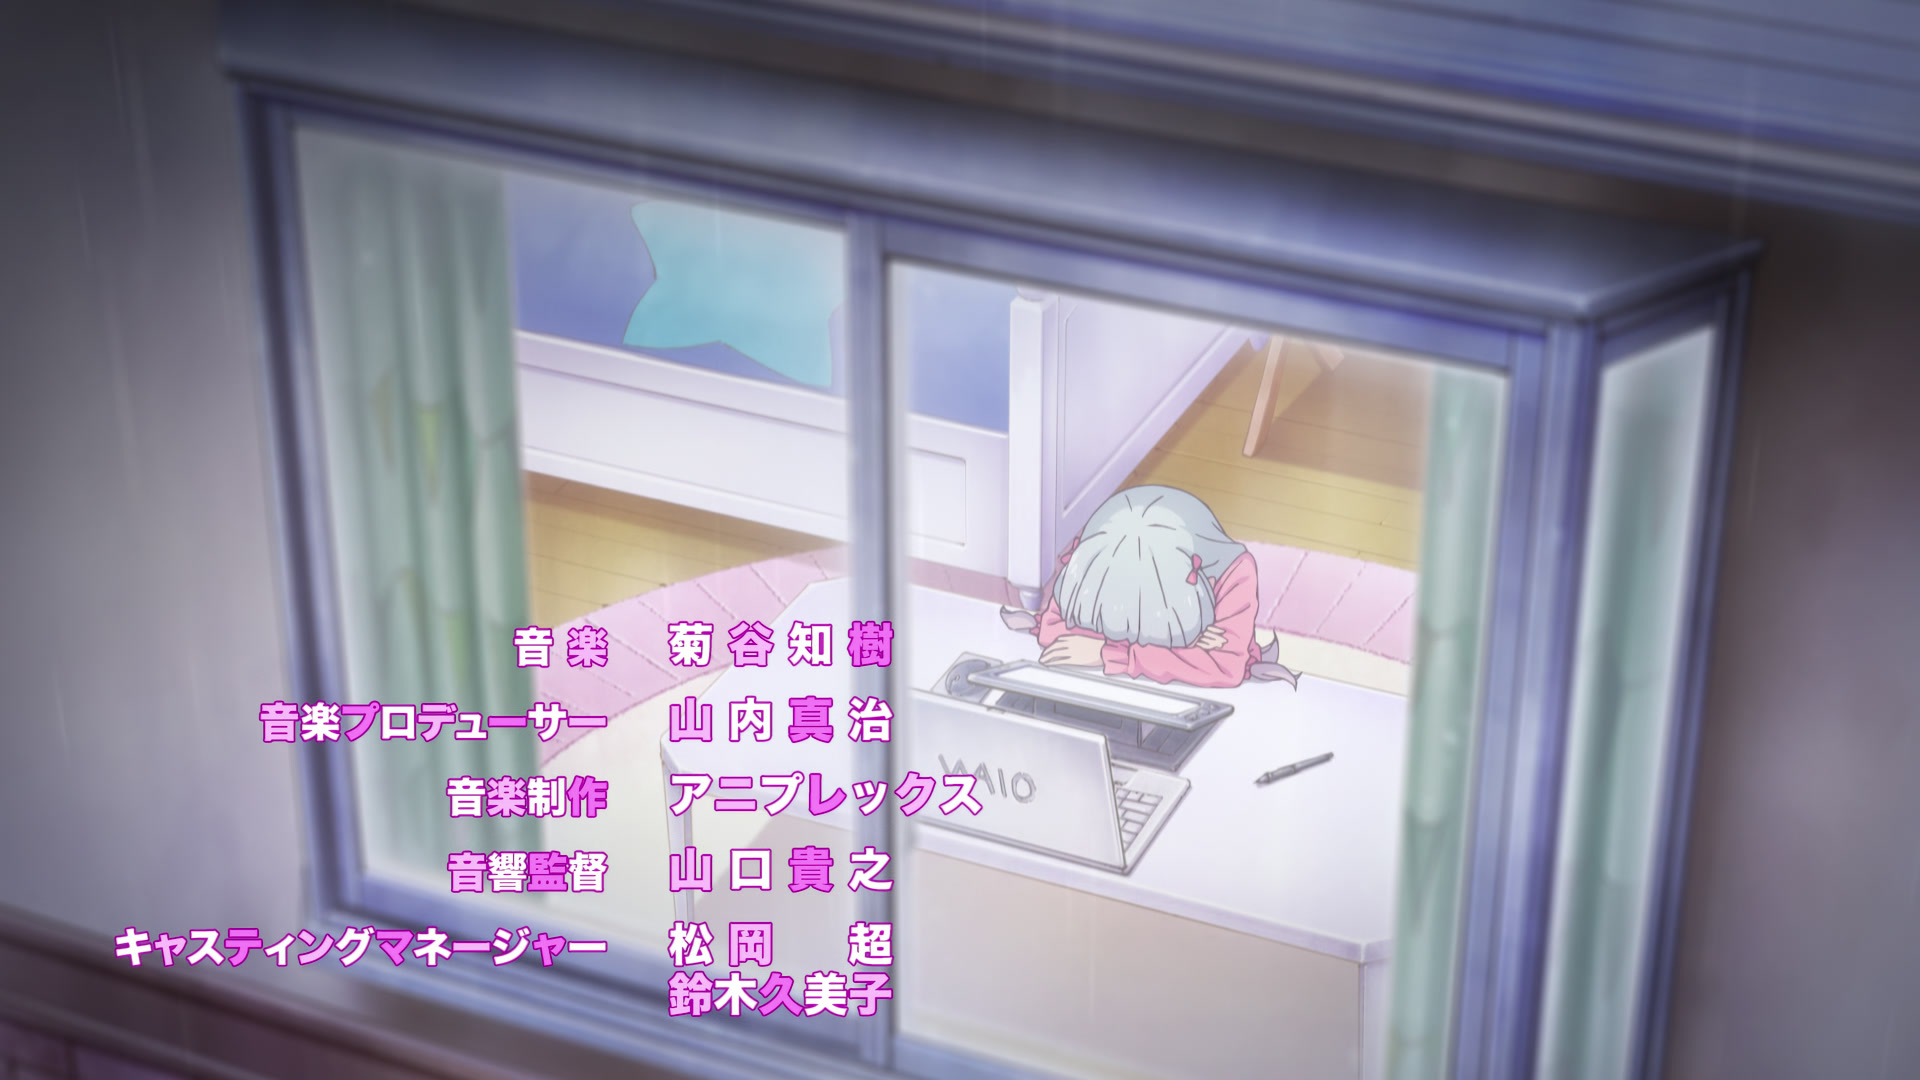 音楽 菊谷知樹
音楽プロデューサー 山内真治
音楽制作 アニプレックス
音響監督 山口貴之
キャスティングマネージャー 松岡 超
鈴木久美子
VAIO